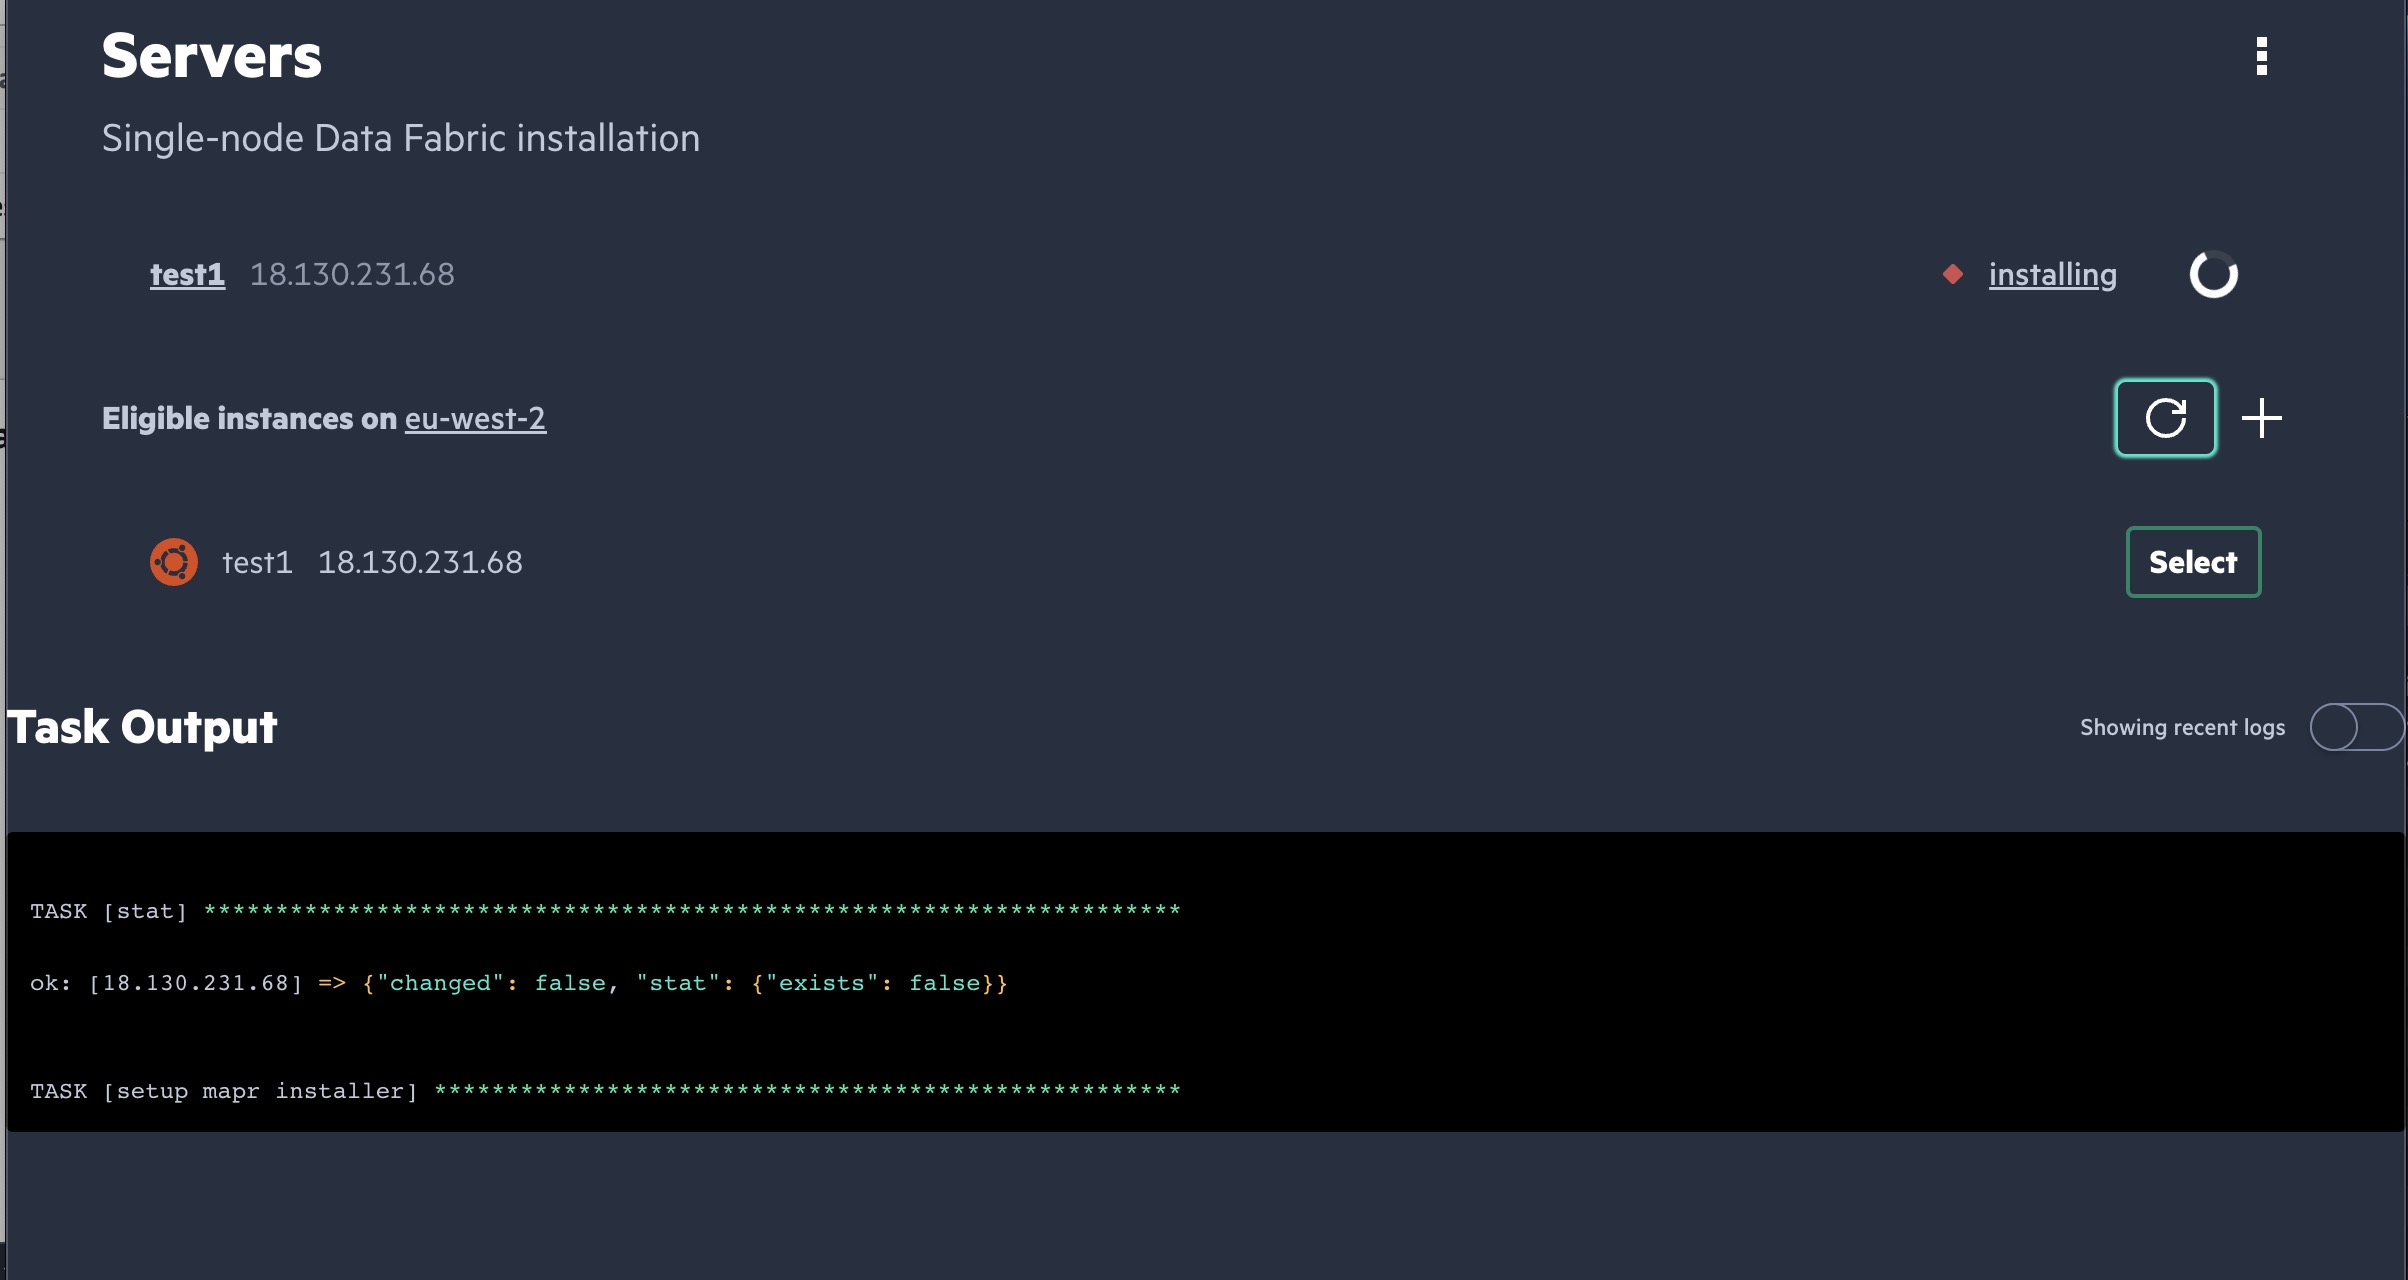 Servers
Single-node Data Fabric installation
test1 18.130.231.68 installing
Eligible instances on eu-west-2
test1 18.130.231.68 Select
Task Output Showing recent logs
TASK [stat] ********************************************************************
ok: [18.130.231.68] => {"changed": false, "stat": {"exists": false}}
TASK [setup mapr installer] ****************************************************